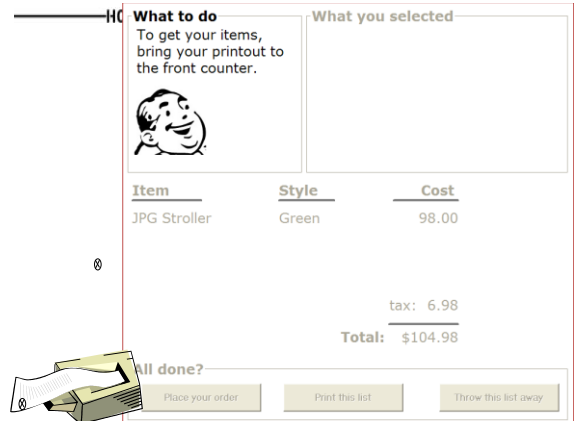 What to do
To get your items,
bring your printout to
the front counter.
What you selected
Item Style Cost
JPG Stroller Green 98.00
tax: 6.98
Total: $104.98
All done?
Place your order Print this list Throw this list away